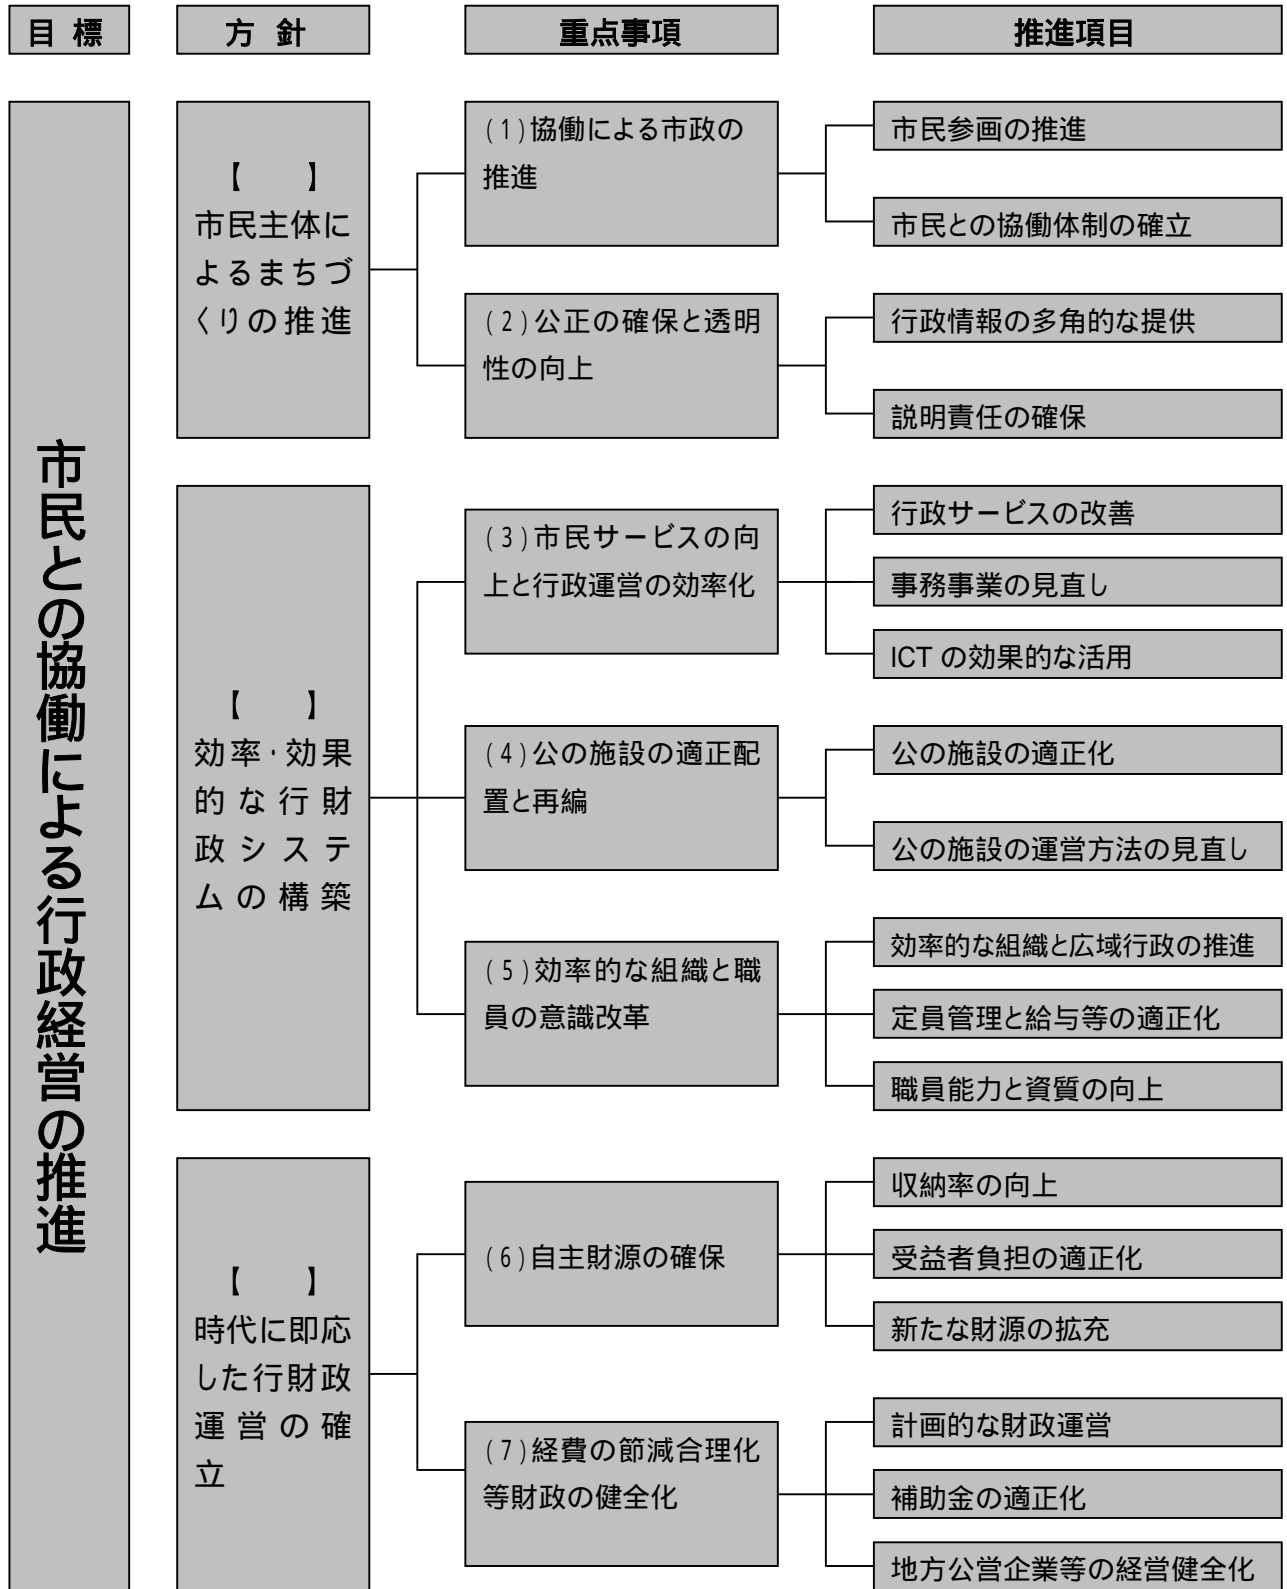 目 標
方 針
重点事項
推進項目
市民との協働による行政経営の推進
【　　】
市民主体に
よるまちづ
くりの推進
(1)協働による市政の
推進
市民参画の推進
市民との協働体制の確立
(2)公正の確保と透明
性の向上
行政情報の多角的な提供
説明責任の確保
【　　】
効率・効果
的な行財
政システ
ムの構築
(3)市民サービスの向
上と行政運営の効率化
行政サービスの改善
事務事業の見直し
ICT の効果的な活用
(4)公の施設の適正配
置と再編
公の施設の適正化
公の施設の運営方法の見直し
(5)効率的な組織と職
員の意識改革
効率的な組織と広域行政の推進
定員管理と給与等の適正化
職員能力と資質の向上
【　　】
時代に即応
した行財政
運営の確
立
(6)自主財源の確保
収納率の向上
受益者負担の適正化
新たな財源の拡充
(7)経費の節減合理化
等財政の健全化
計画的な財政運営
補助金の適正化
地方公営企業等の経営健全化